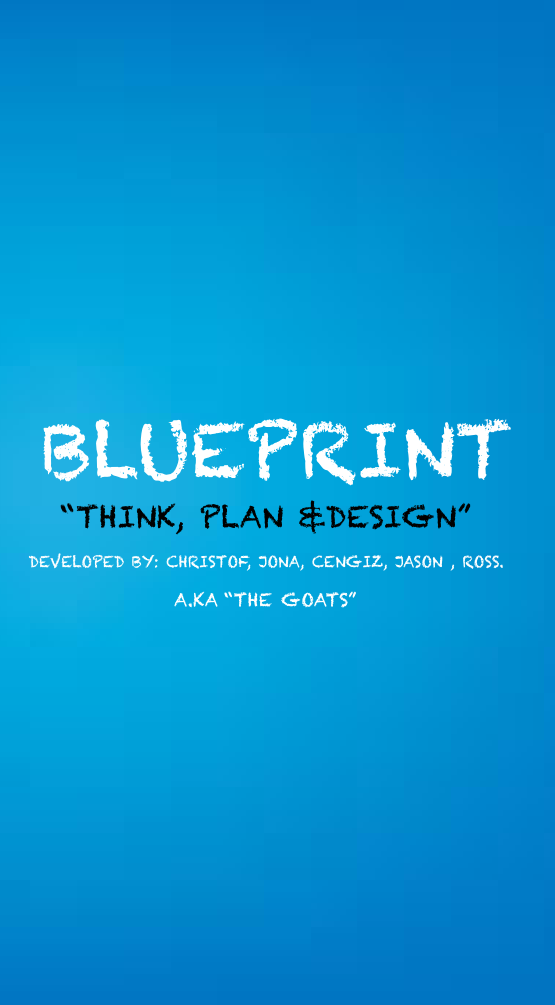 BLUEPRINT
“THINK, PLAN &DESIGN”
DEVELOPED BY: CHRISTOF, JONA, CENGIZ, JASON , ROSS.
A.KA “THE GOATS”